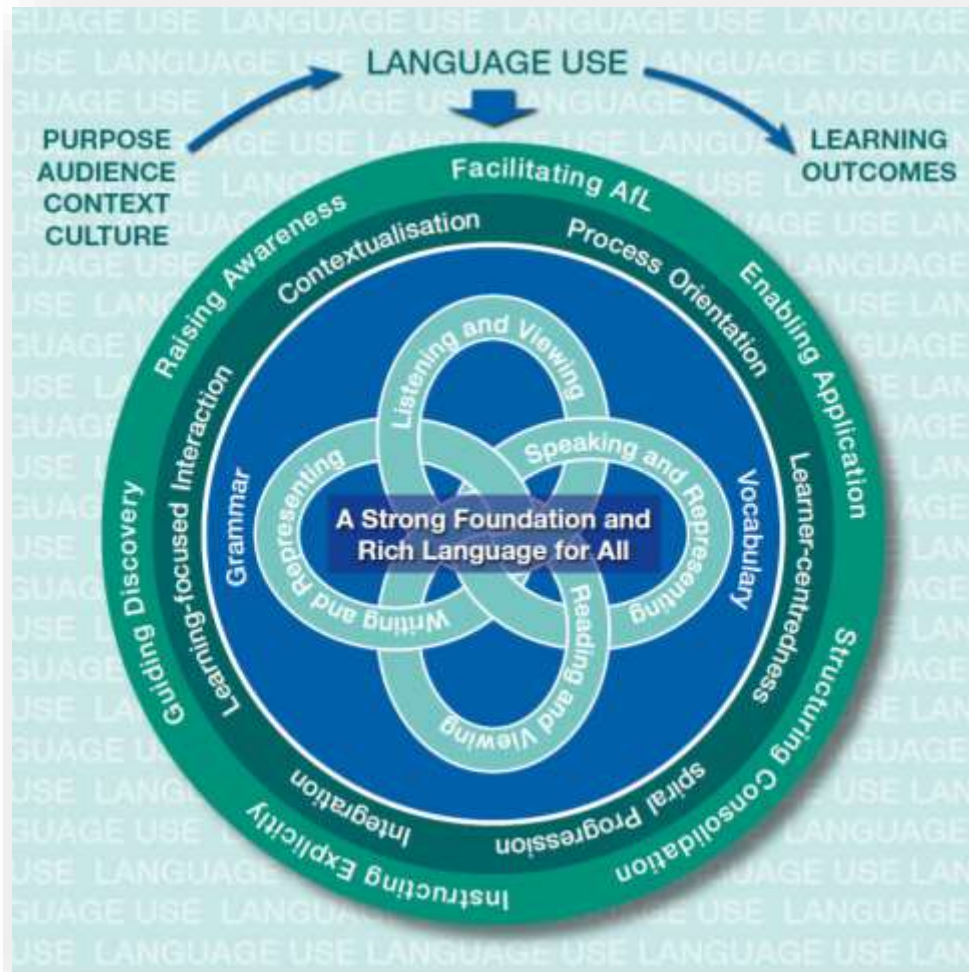 LANGUAGE USE
PURPOSE
AUDIENCE
CONTEXT
CULTURE
LEARNING
OUTCOMES
Raising Awareness
Facilitating AfL
Enabling Application
Structuring Consolidation
Instructing Explicitly
Guiding Discovery
Contextualisation
Process Orientation
Learner-centredness
spiral Progression
Integration
Learning-focused Interaction
Grammar
Vocabulary
Listening and Viewing
Speaking and Representing
Reading and Viewing
Writing and Representing
A Strong Foundation and
Rich Language for All